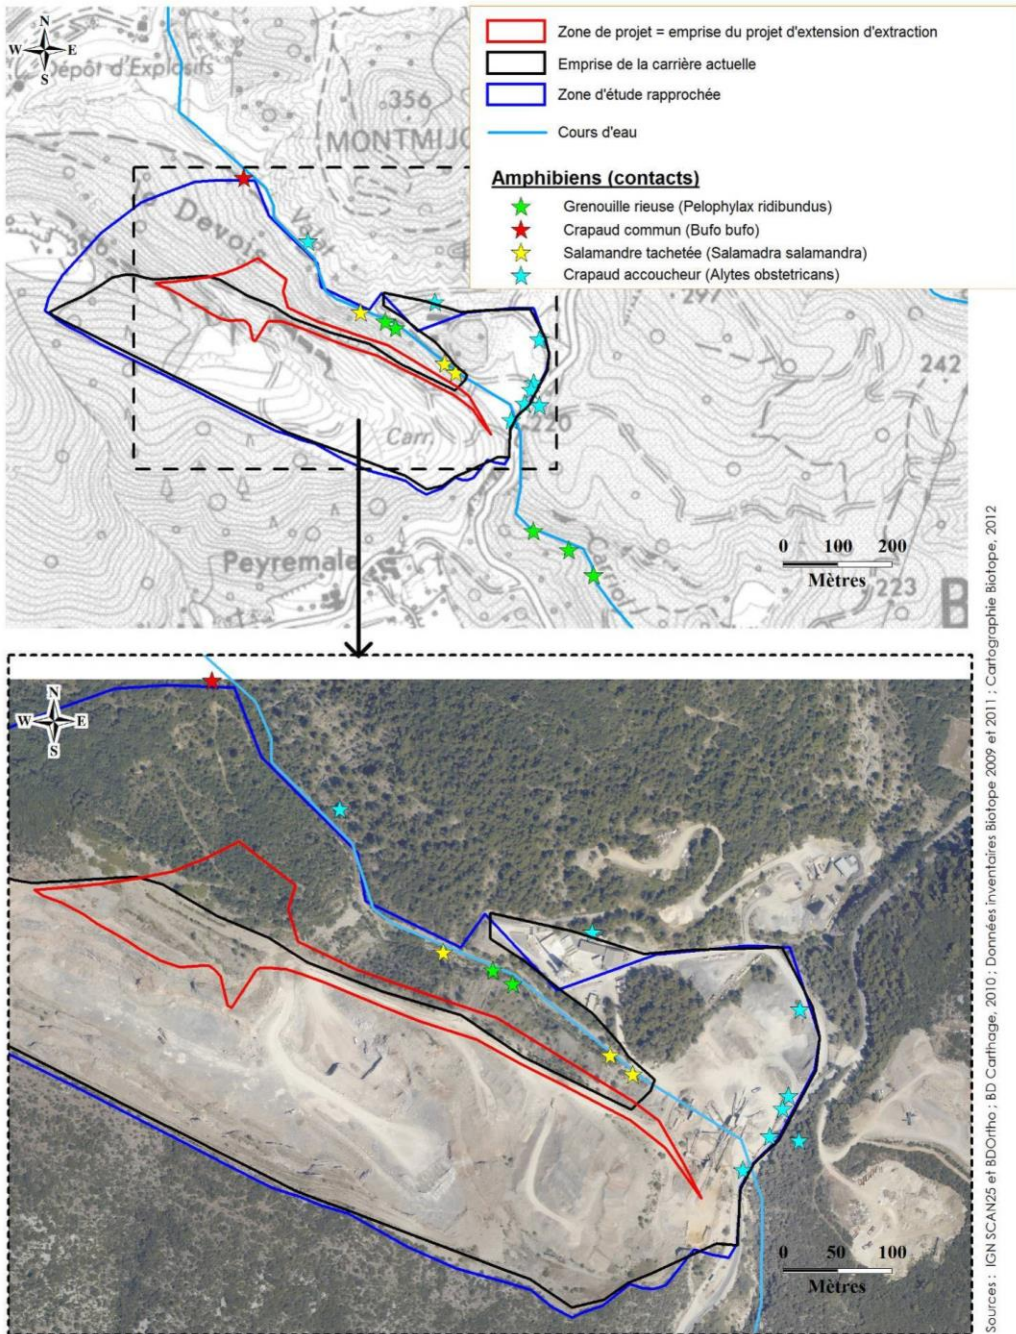 N
W E
S
Dépôt d'Explosifs
356
MONTMIJO
Devois
Valat
297
242
Carr.
220
Peyremale
223
B
Zone de projet = emprise du projet d'extension d'extraction
Emprise de la carrière actuelle
Zone d'étude rapprochée
Cours d'eau
Amphibiens (contacts)
Grenouille rieuse (Pelophylax ridibundus)
Crapaud commun (Bufo bufo)
Salamandre tachetée (Salamadra salamandra)
Crapaud accoucheur (Alytes obstetricans)
0 100 200
Mètres
N
W E
S
0 50 100
Mètres
Sources : IGN SCAN25 et BDOrtho ; BD Carthage, 2010 ; Données inventaires Biotope 2009 et 2011 ; Cartographie Biotope, 2012